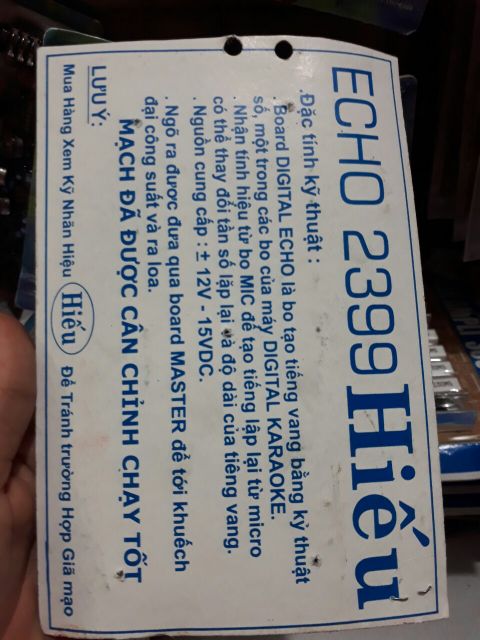 ECHO 2399 Hiếu
.Đặc tính kỹ thuật :
. Board DIGITAL ECHO là bo tạo tiếng vang bằng kỷ thuật
số, một trong các bo của máy DIGITAL KARAOKE.
. Nhận tính hiệu từ bo MIC để tạo tiếng lập lại từ micro
có thể thay đổi tần số lặp lại và độ dài của tiếng vang.
. Nguồn cung cấp : ± 12V - 15VDC.
. Ngõ ra được đưa qua board MASTER để tới khuếch
đại công suất và ra loa.
MẠCH ĐÃ ĐƯỢC CÂN CHỈNH CHẠY TỐT
LƯU Ý:
Mua Hàng Xem Kỹ Nhãn Hiệu Hiếu Để Tránh trường Hợp Giã mạo